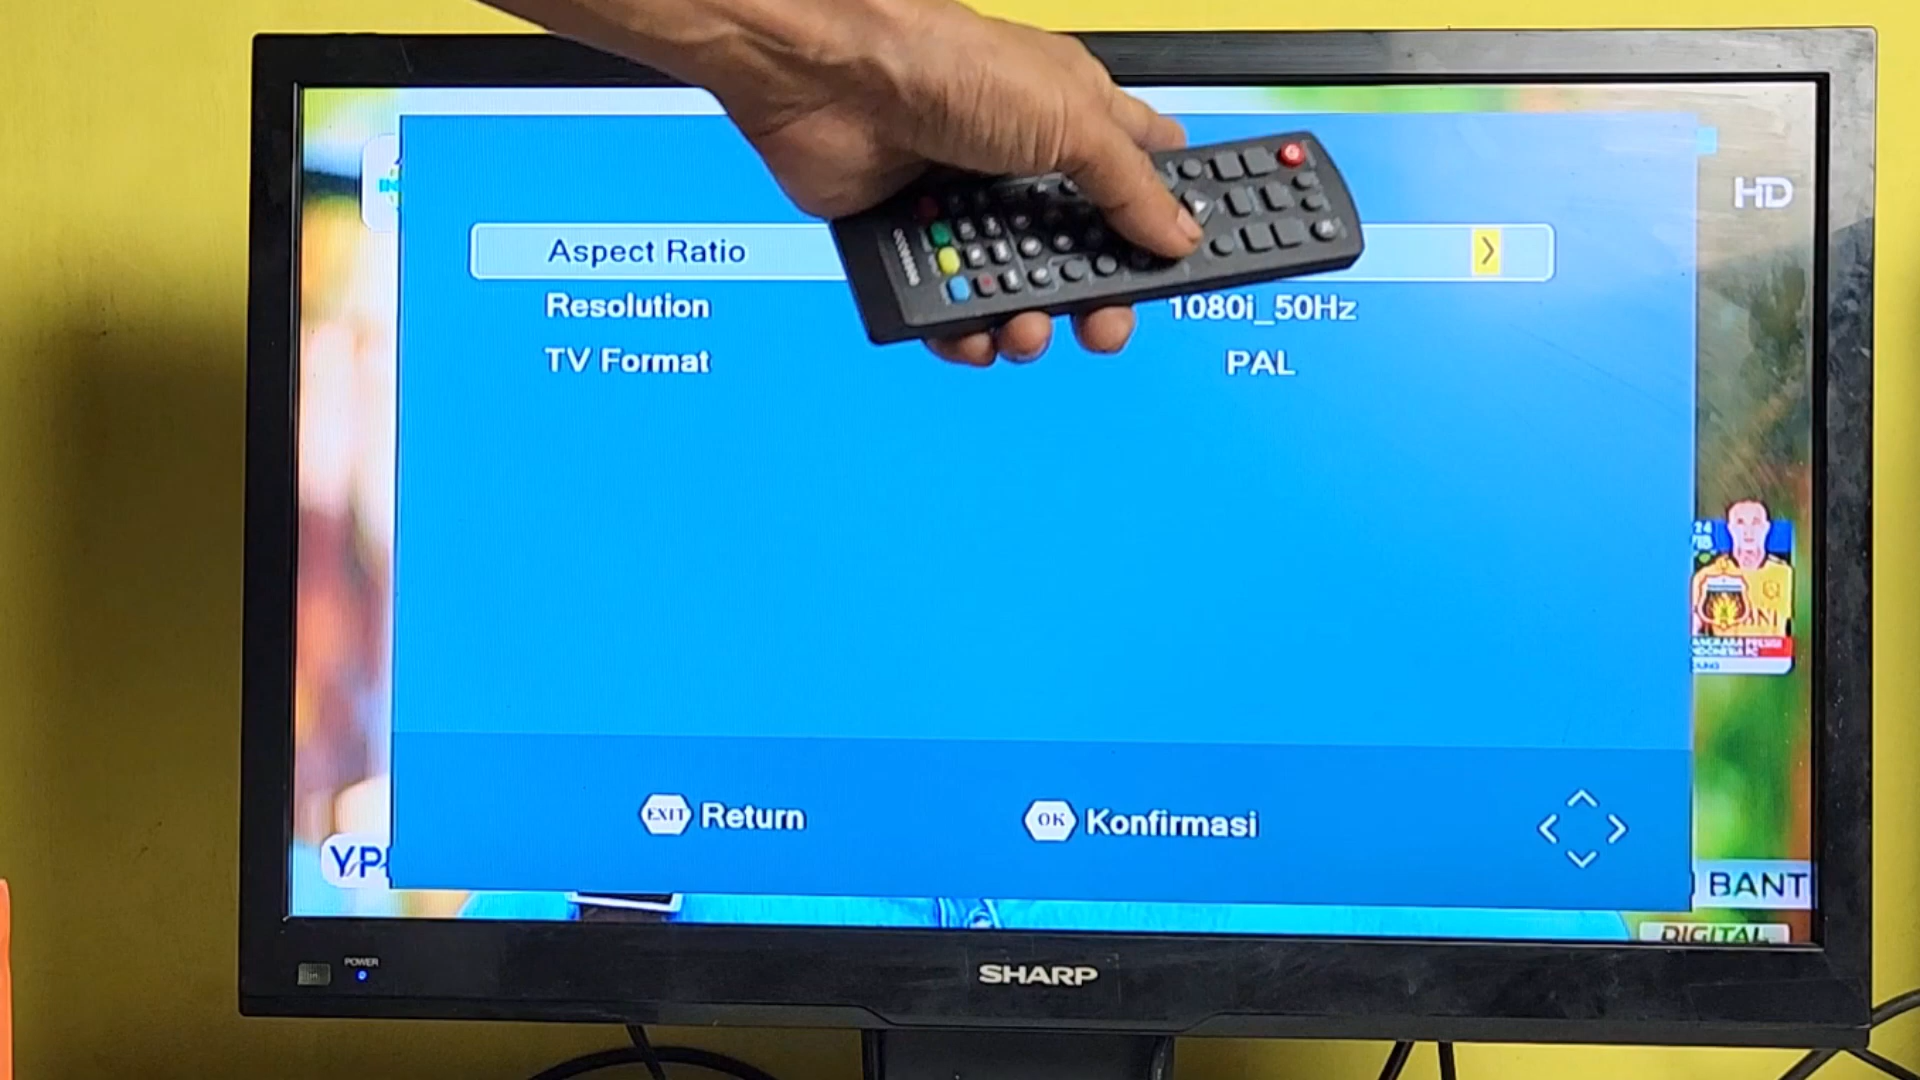 HD
Aspect Ratio
Resolution 1080i_50Hz
TV Format PAL
EXIT Return OK Konfirmasi
BANT
DIGITAL
POWER
SHARP